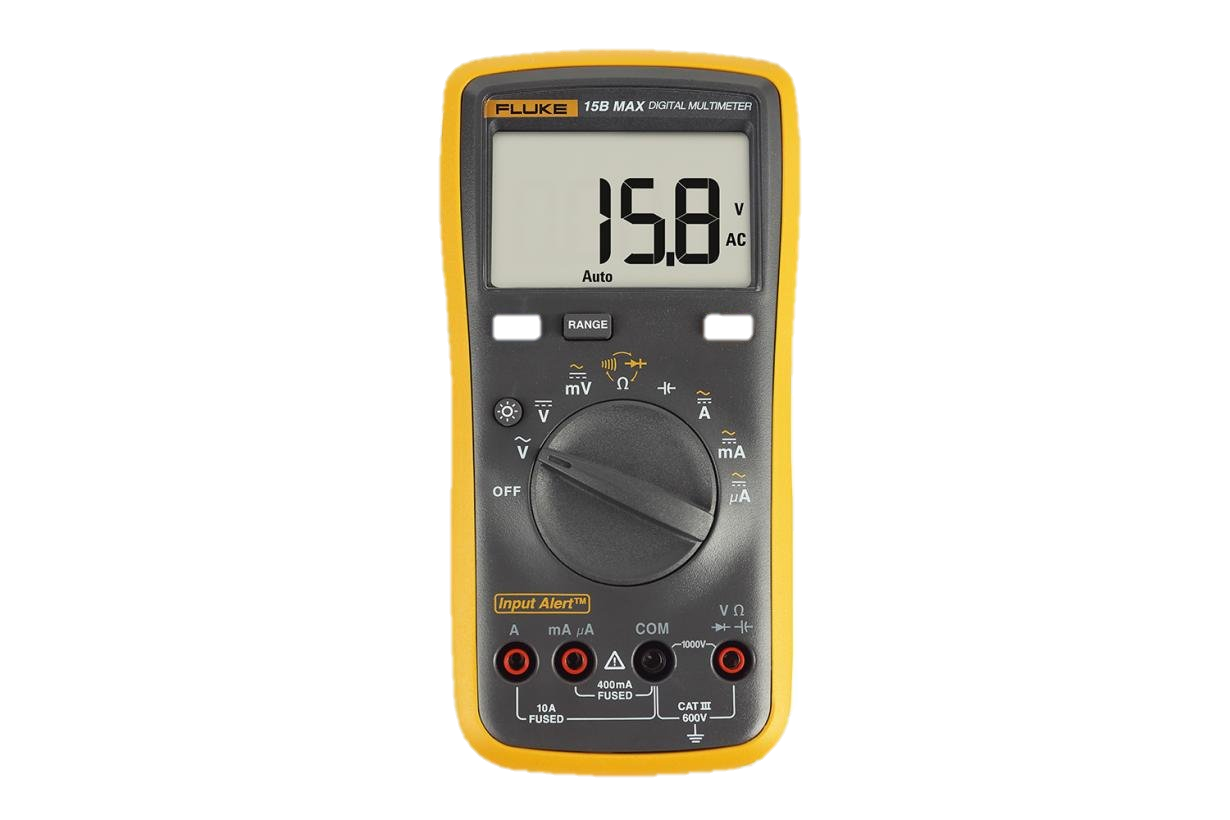 FLUKE 15B MAX DIGITAL MULTIMETER
15.8 V
AC
Auto
RANGE
mV Ω
V A
V mA
OFF µA
Input Alert™
V Ω
A mA µA COM
1000V
400mA
FUSED
10A
FUSED
CAT III
600V